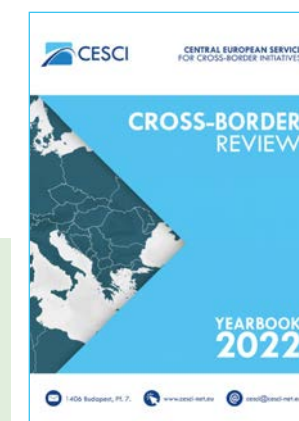 CESCI
CENTRAL EUROPEAN SERVICE
FOR CROSS-BORDER INITIATIVES
CROSS-BORDER
REVIEW
YEARBOOK
2022
1406 Budapest, Pf. 7.
www.cesci-net.eu
cesci@cesci-net.eu